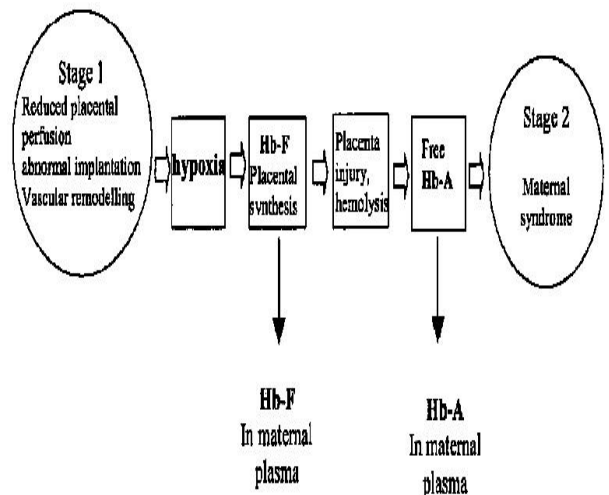 Stage 1
Reduced placental
perfusion
abnormal implantation
Vascular remodelling
hypoxia
Hb-F
Placental
synthesis
Placenta
injury,
hemolysis
Free
Hb-A
Stage 2
Maternal
syndrome
Hb-F
In maternal
plasma
Hb-A
In maternal
plasma